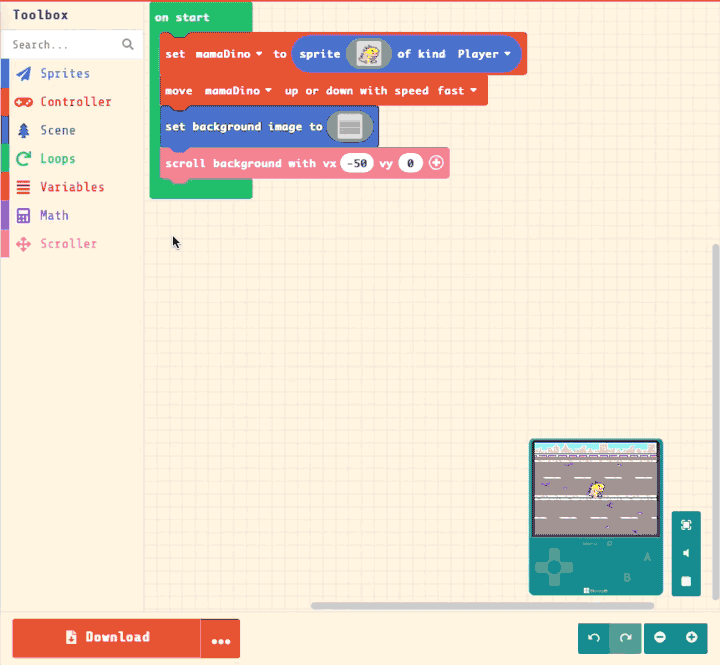 Toolbox
Search...
Sprites
Controller
Scene
Loops
Variables
Math
Scroller
on start
set mamaDino to sprite of kind Player
move mamaDino up or down with speed fast
set background image to
scroll background with vx -50 vy 0
A
B
Download